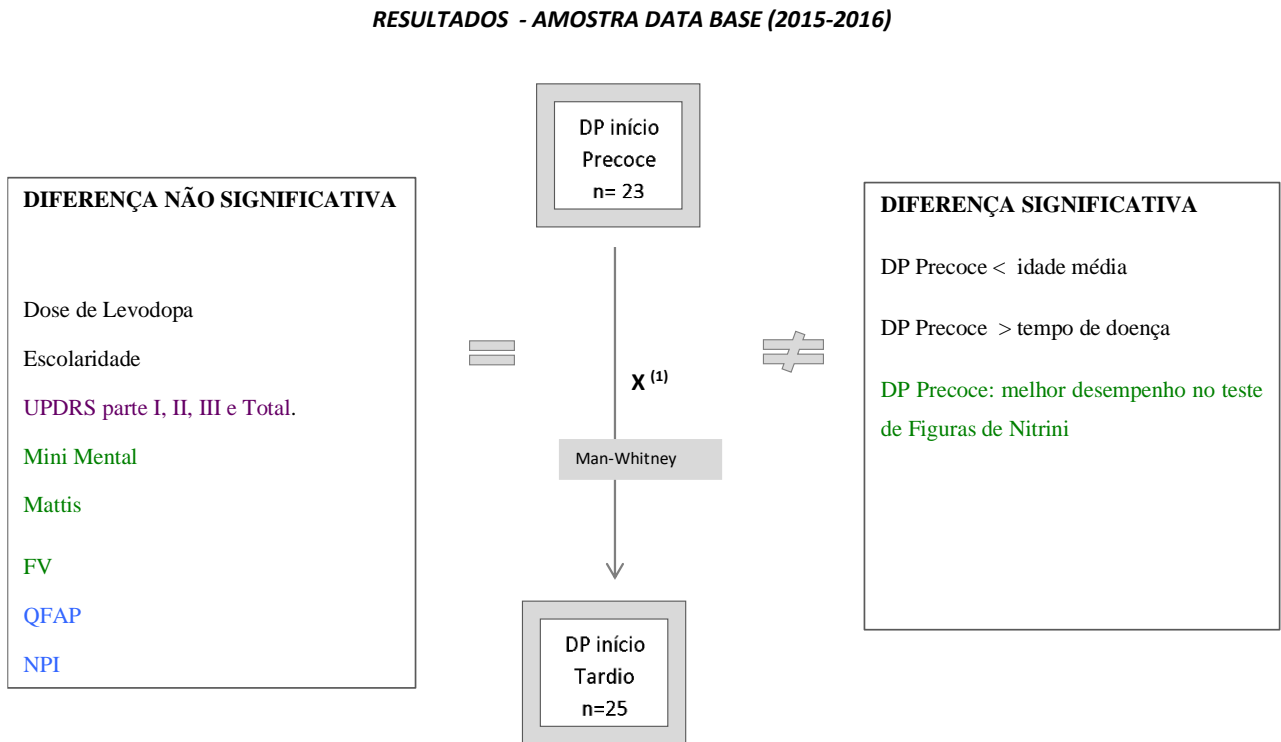 RESULTADOS - AMOSTRA DATA BASE (2015-2016)
DP início
Precoce
n= 23
DIFERENÇA NÃO SIGNIFICATIVA
Dose de Levodopa
Escolaridade
UPDRS parte I, II, III e Total.
Mini Mental
Mattis
FV
QFAP
NPI
=
X (1)
Man-Whitney
≠
DIFERENÇA SIGNIFICATIVA
DP Precoce < idade média
DP Precoce > tempo de doença
DP Precoce: melhor desempenho no teste
de Figuras de Nitrini
DP início
Tardio
n=25